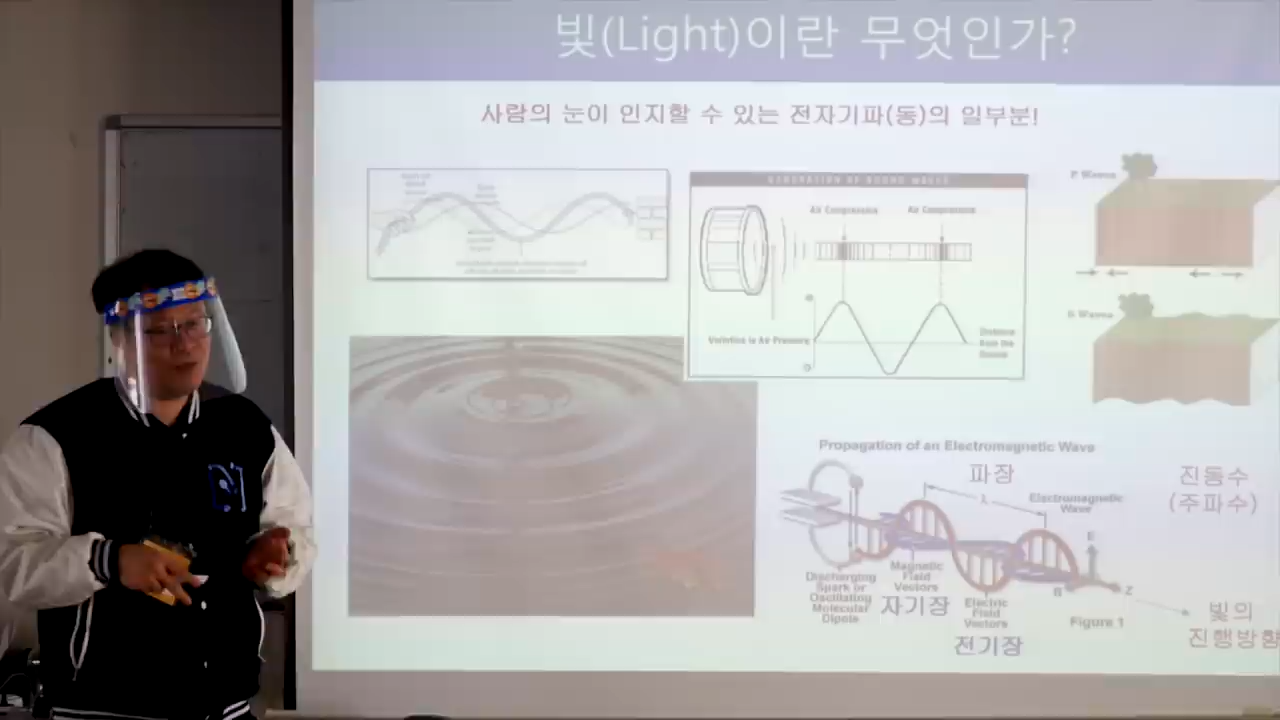 빛(Light)이란 무엇인가?
사람의 눈이 인지할 수 있는 전자기파(동)의 일부분!
GENERATION OF SOUND WAVES
Air Compression
Air Compression
Variation in Air Pressure
Distance
from the
Source
P Waves
S Waves
Propagation of an Electromagnetic Wave
파장
λ
Electromagnetic
Wave
진동수
(주파수)
E
B
Z
Discharging
Spark or
Oscillating
Molecular
Dipole
Magnetic
Field
Vectors
자기장
Electric
Field
Vectors
전기장
Figure 1
빛의
진행방향